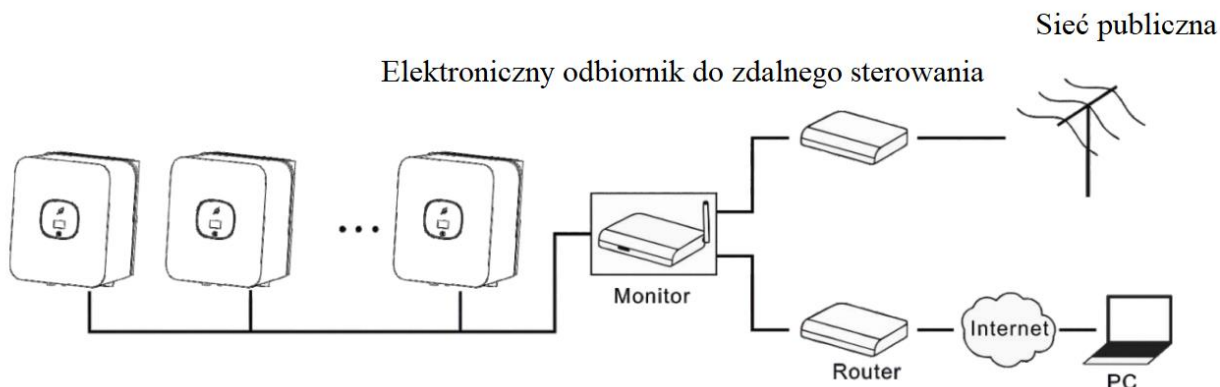 Sieć publiczna
Elektroniczny odbiornik do zdalnego sterowania
Monitor
Internet
Router
PC